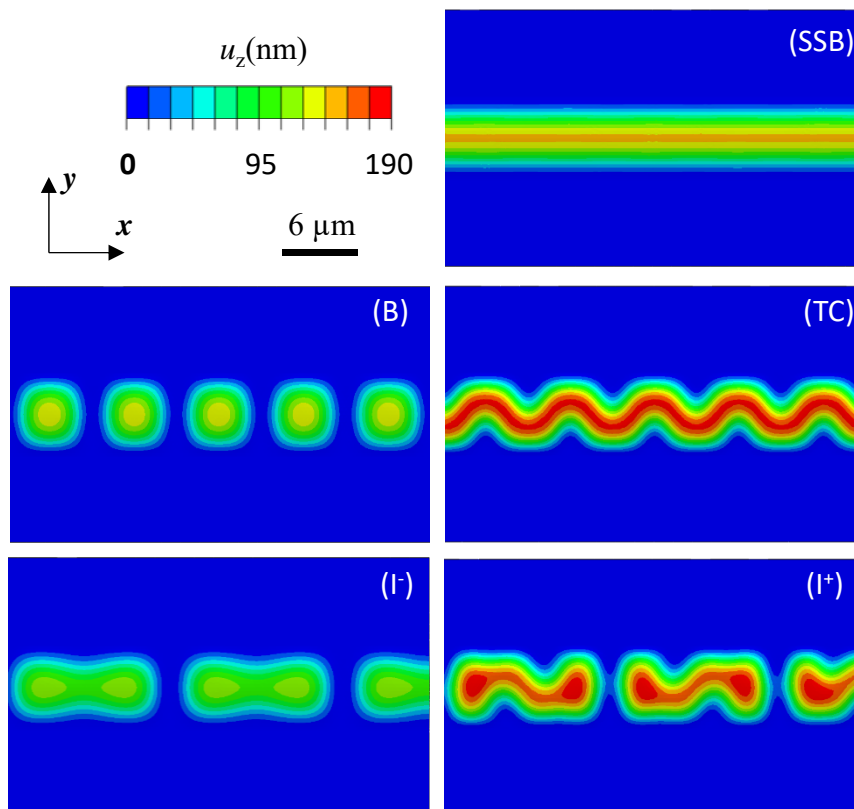 u_z(nm)
0 95 190
y
x
6 µm
(SSB)
(B)
(TC)
(I⁻)
(I⁺)